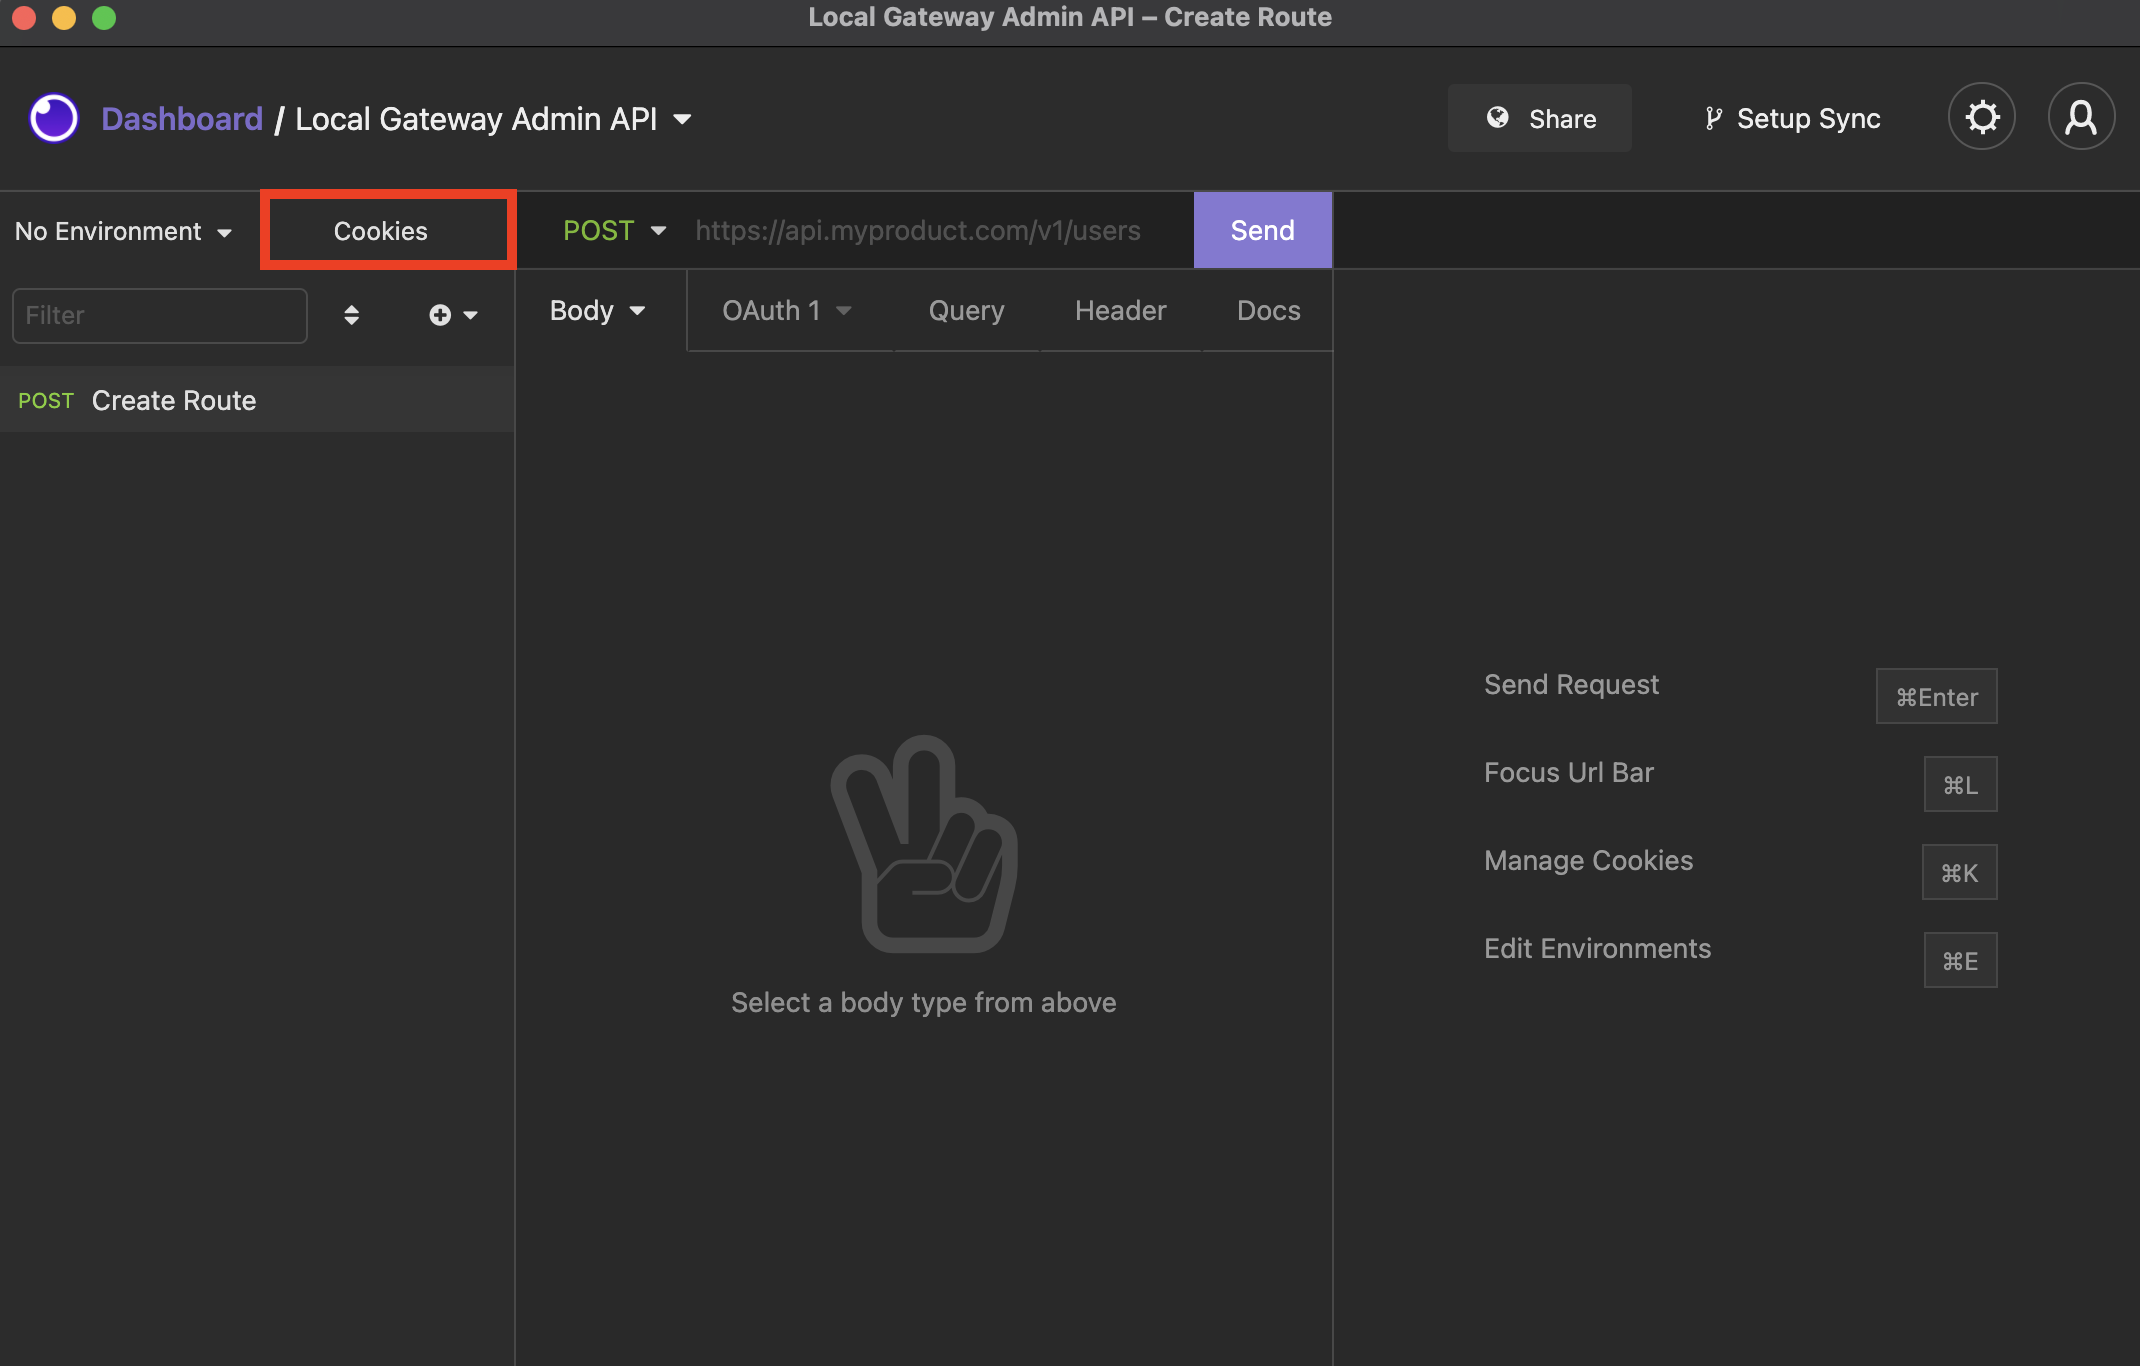 Local Gateway Admin API – Create Route
Dashboard / Local Gateway Admin API
Share
Setup Sync
No Environment
Cookies
POST
https://api.myproduct.com/v1/users
Send
Filter
Body
OAuth 1
Query
Header
Docs
POST Create Route
Select a body type from above
Send Request ⌘Enter
Focus Url Bar ⌘L
Manage Cookies ⌘K
Edit Environments ⌘E